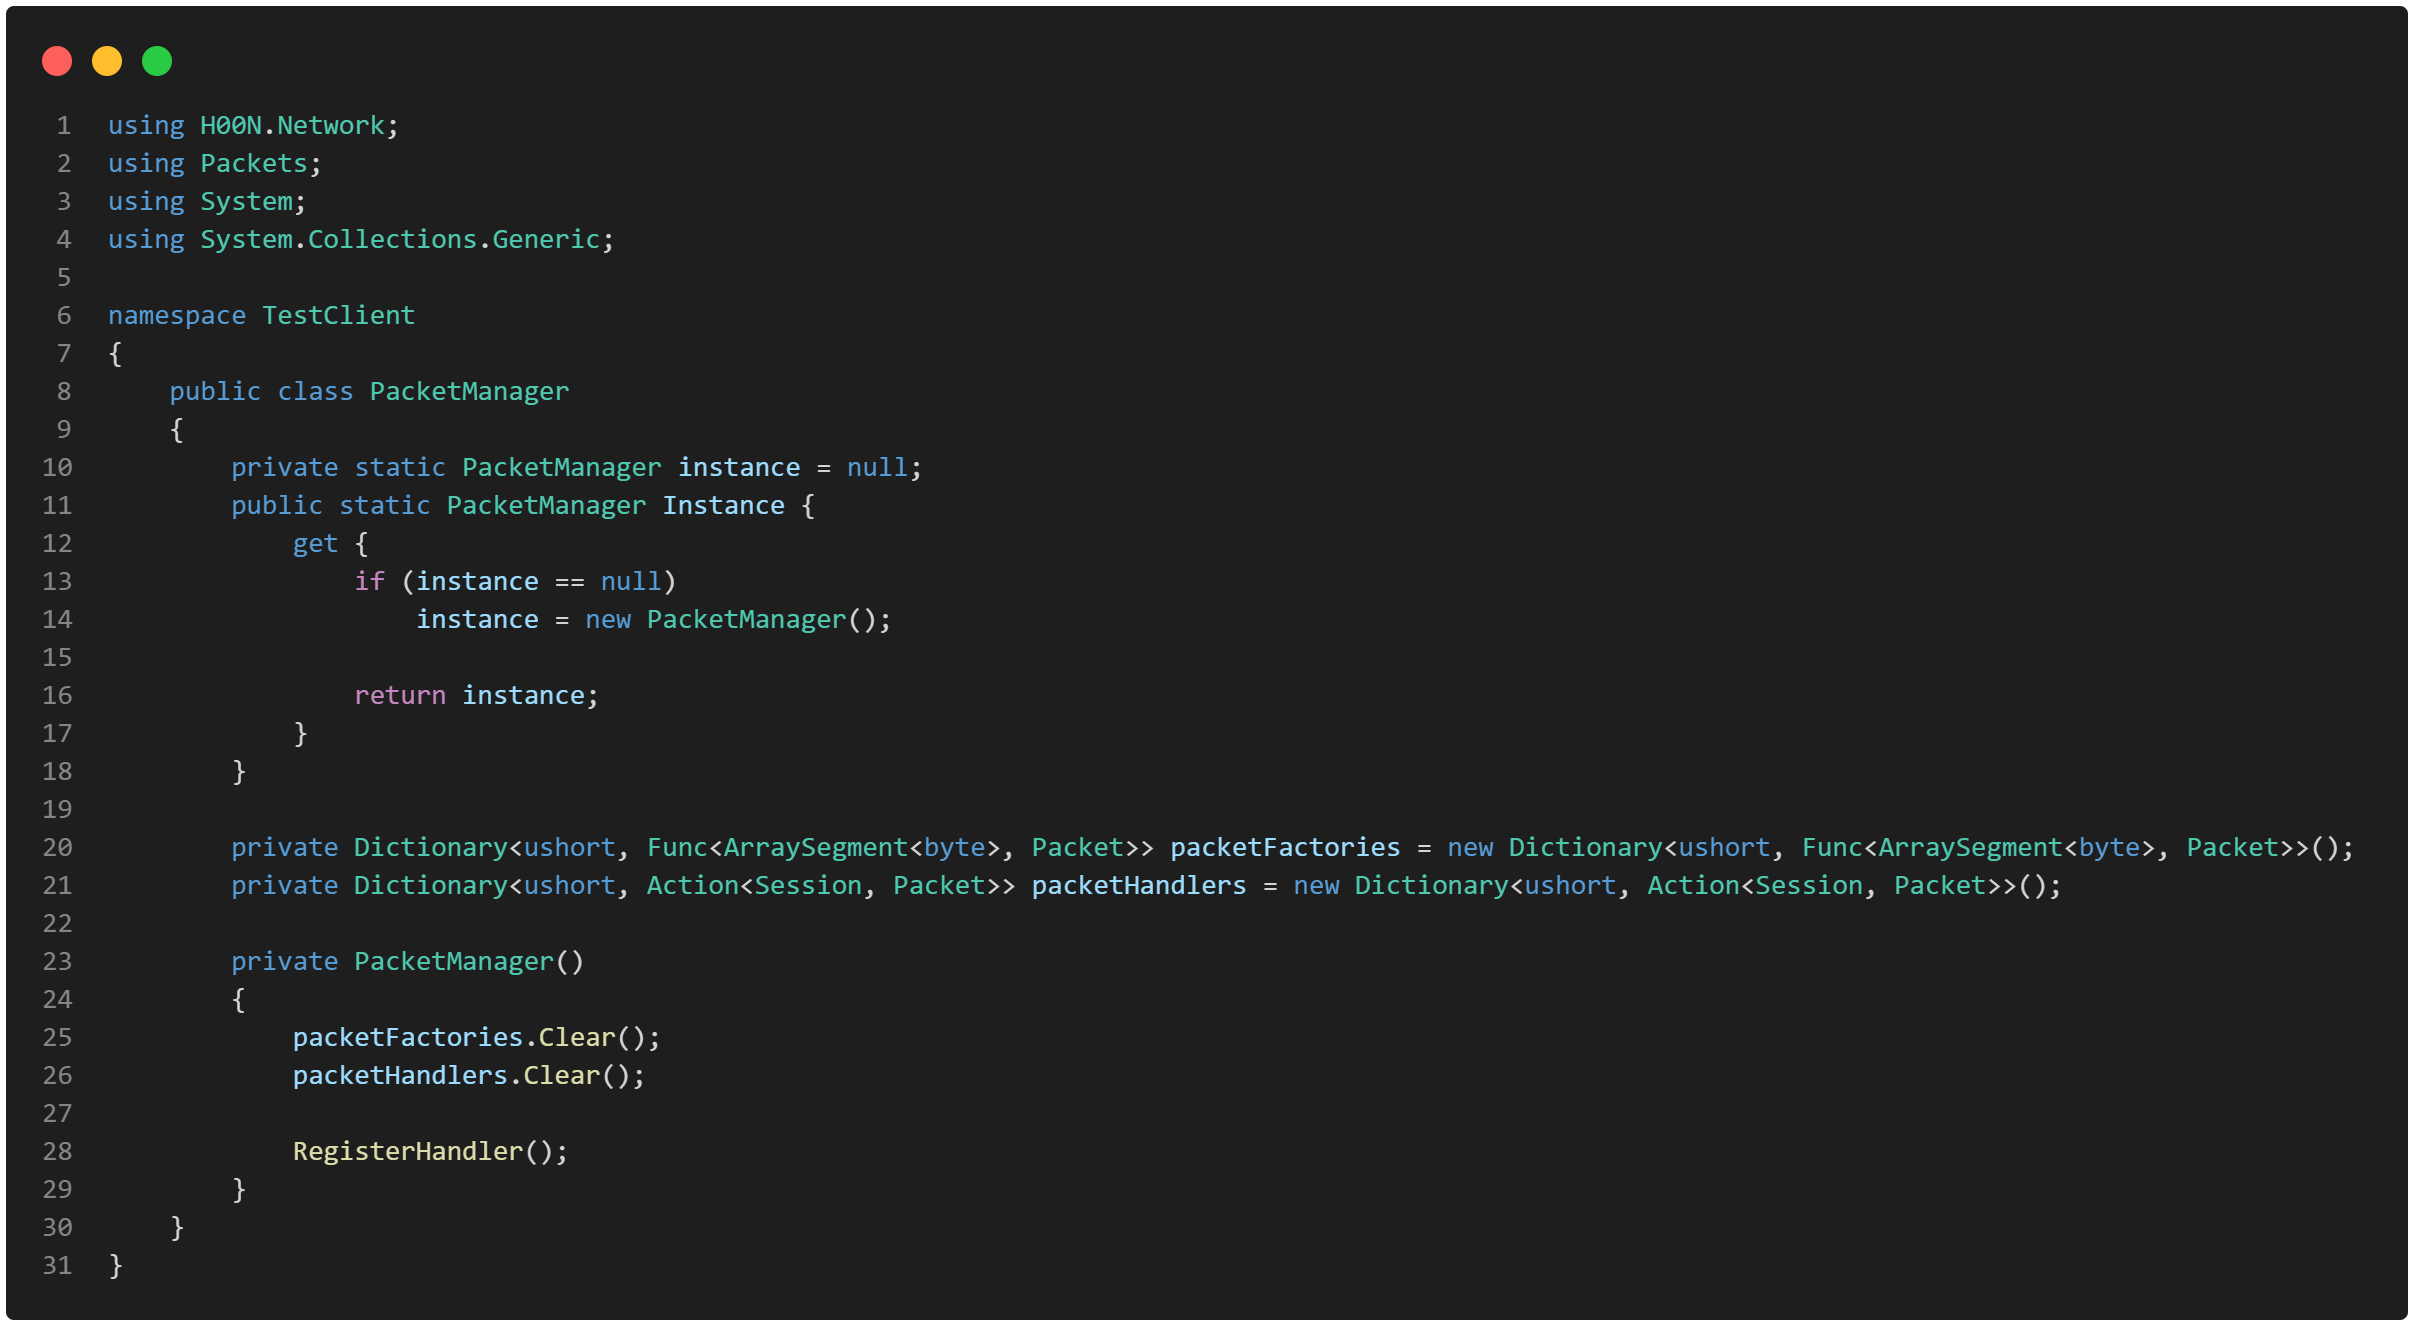 1 using H00N.Network;
2 using Packets;
3 using System;
4 using System.Collections.Generic;
5
6 namespace TestClient
7 {
8     public class PacketManager
9     {
10         private static PacketManager instance = null;
11         public static PacketManager Instance {
12             get {
13                 if (instance == null)
14                     instance = new PacketManager();
15
16                 return instance;
17             }
18         }
19
20         private Dictionary<ushort, Func<ArraySegment<byte>, Packet>> packetFactories = new Dictionary<ushort, Func<ArraySegment<byte>, Packet>>();
21         private Dictionary<ushort, Action<Session, Packet>> packetHandlers = new Dictionary<ushort, Action<Session, Packet>>();
22
23         private PacketManager()
24         {
25             packetFactories.Clear();
26             packetHandlers.Clear();
27
28             RegisterHandler();
29         }
30     }
31 }